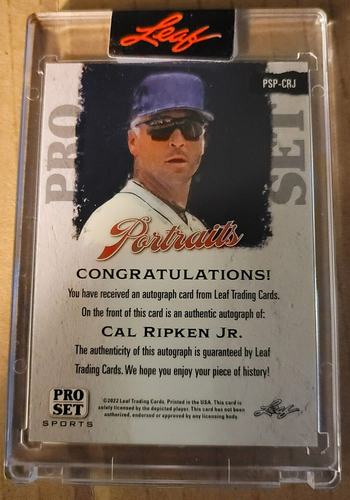 Leaf
PSP-CRJ
PRO
SET
Portraits
CONGRATULATIONS!
You have received an autograph card from Leaf Trading Cards.
On the front of this card is an authentic autograph of:
CAL RIPKEN JR.
The authenticity of this autograph is guaranteed by Leaf
Trading Cards. We hope you enjoy your piece of history!
PRO
SET
SPORTS
©2022 Leaf Trading Cards. Printed in the USA. This card is
solely licensed by the depicted player. This card has not been
authorized, endorsed or approved by any licensing body.
Leaf